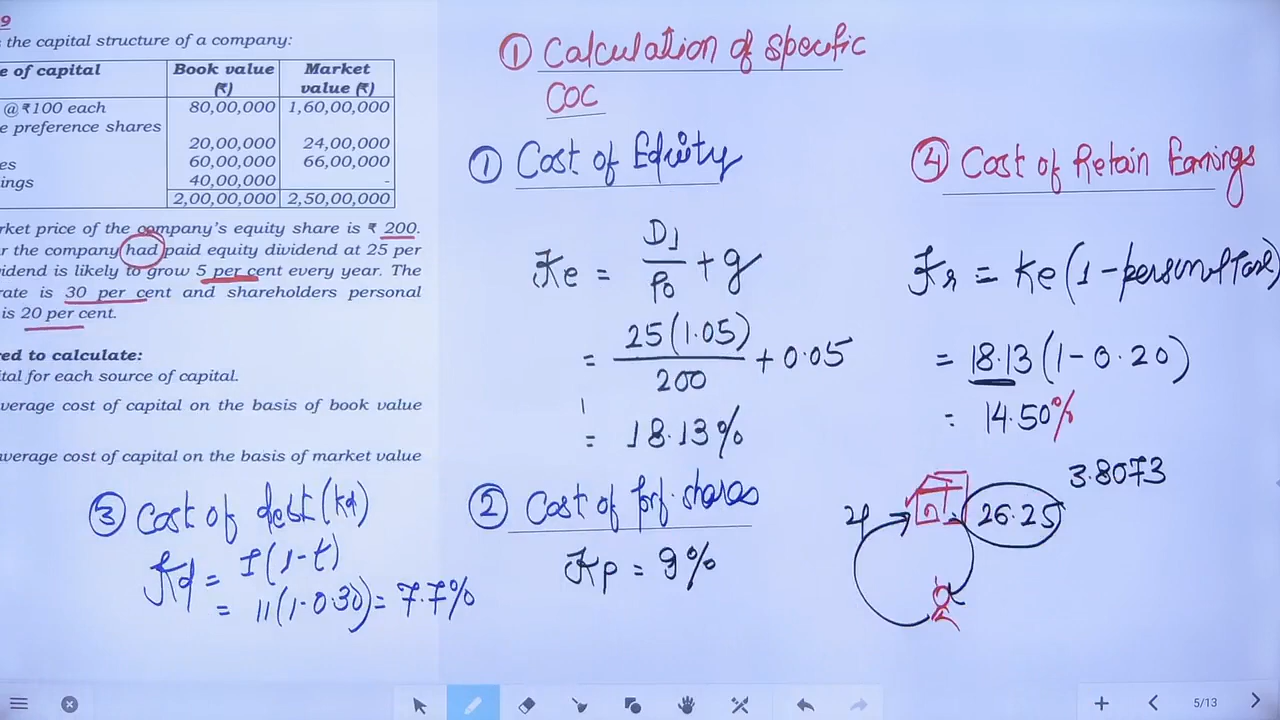 9
the capital structure of a company:
e of capital Book value (₹) Market value (₹)
@ ₹100 each 80,00,000 1,60,00,000
e preference shares
20,00,000 24,00,000
es 60,00,000 66,00,000
ings 40,00,000 -
2,00,00,000 2,50,00,000
rket price of the company's equity share is ₹ 200.
r the company had paid equity dividend at 25 per
vidend is likely to grow 5 per cent every year. The
rate is 30 per cent and shareholders personal
is 20 per cent.
red to calculate:
ital for each source of capital.
verage cost of capital on the basis of book value
verage cost of capital on the basis of market value
③ Cost of debt (Kd)
Kd = I(1-t)
= 11(1-0.30) = 7.7%
① Calculation of specific
COC
① Cost of Equity
Ke = D1/P0 + g
= 25(1.05)/200 + 0.05
= 18.13%
② Cost of prf. shares
Kp = 9%
④ Cost of Retain Earnings
Kr = Ke(1-personal tax)
= 18.13(1-0.20)
= 14.50%
3.8073
26.25
5/13